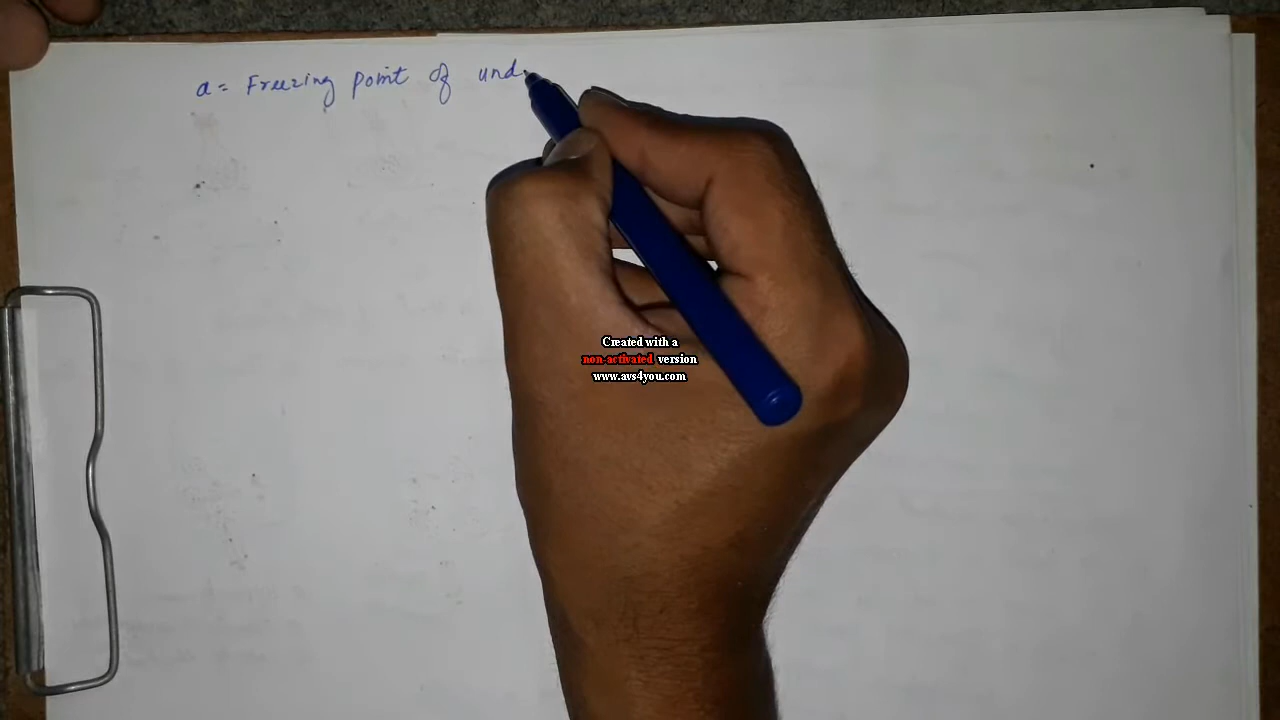 a = Freezing point of und
Created with a
non-activated version
www.avs4you.com